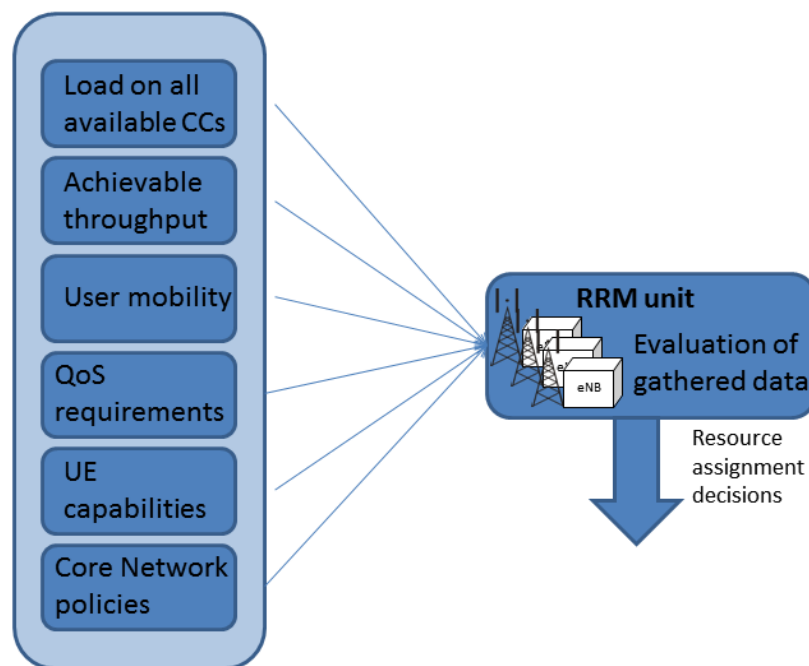 Load on all
available CCs
Achievable
throughput
User mobility
QoS
requirements
UE
capabilities
Core Network
policies
RRM unit
Evaluation of
gathered data
eNB
Resource
assignment
decisions